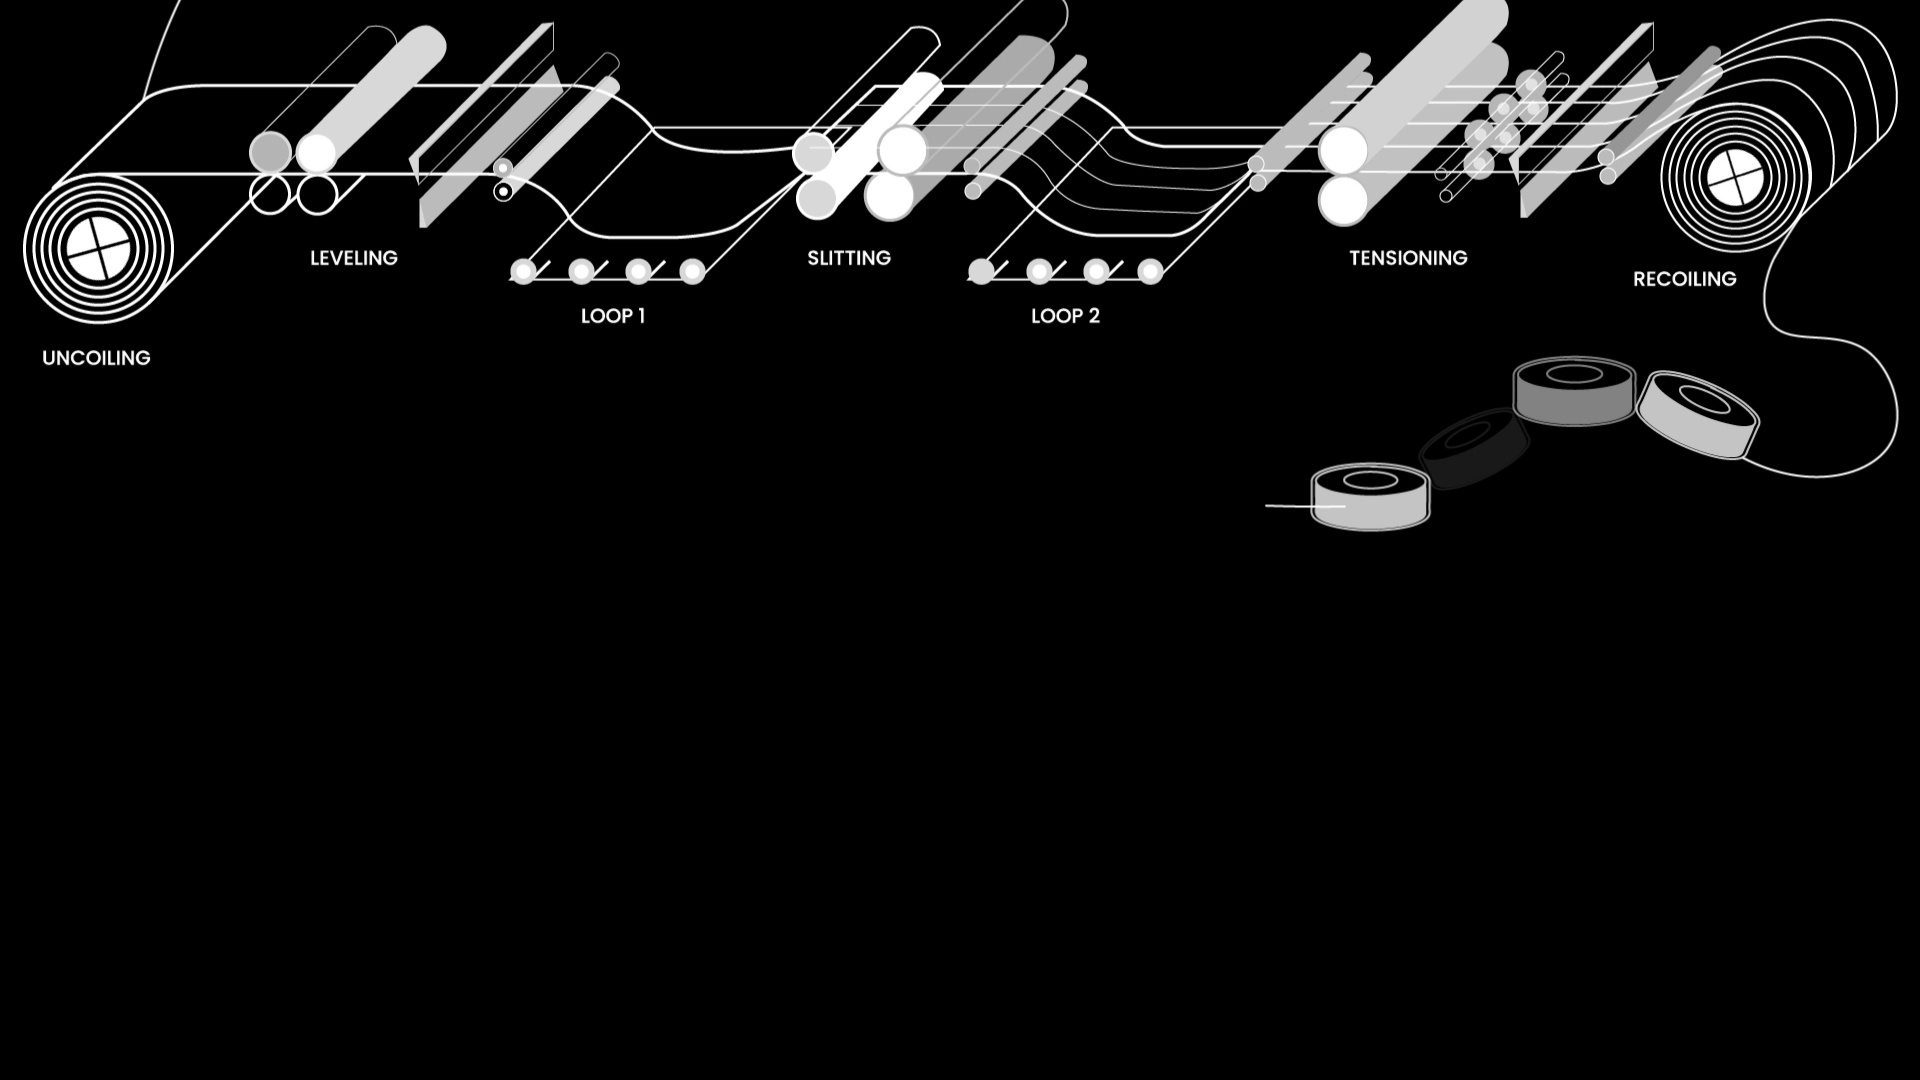 UNCOILING
LEVELING
LOOP 1
SLITTING
LOOP 2
TENSIONING
RECOILING